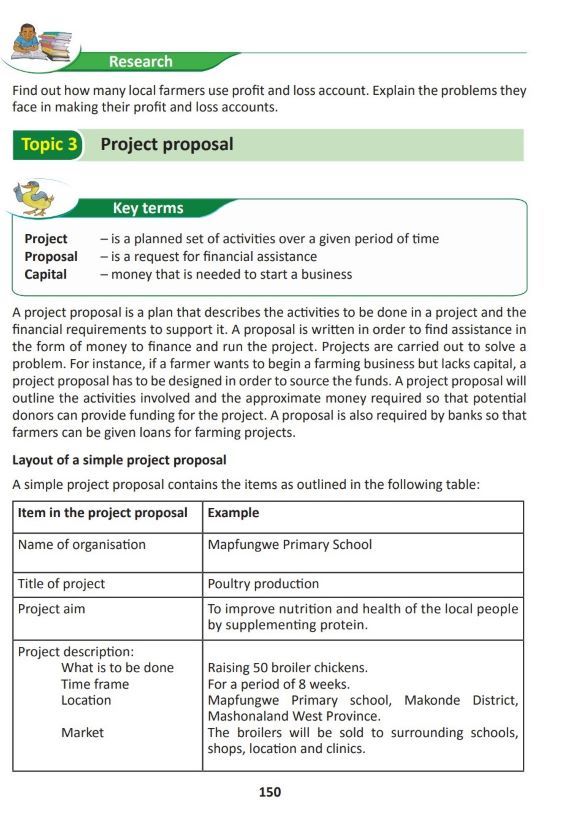 Research
Find out how many local farmers use profit and loss account. Explain the problems they
face in making their profit and loss accounts.
Topic 3 Project proposal
Key terms
Project – is a planned set of activities over a given period of time
Proposal – is a request for financial assistance
Capital – money that is needed to start a business
A project proposal is a plan that describes the activities to be done in a project and the
financial requirements to support it. A proposal is written in order to find assistance in
the form of money to finance and run the project. Projects are carried out to solve a
problem. For instance, if a farmer wants to begin a farming business but lacks capital, a
project proposal has to be designed in order to source the funds. A project proposal will
outline the activities involved and the approximate money required so that potential
donors can provide funding for the project. A proposal is also required by banks so that
farmers can be given loans for farming projects.
Layout of a simple project proposal
A simple project proposal contains the items as outlined in the following table:
Item in the project proposal Example
Name of organisation Mapfungwe Primary School
Title of project Poultry production
Project aim To improve nutrition and health of the local people
by supplementing protein.
Project description:
What is to be done Raising 50 broiler chickens.
Time frame For a period of 8 weeks.
Location Mapfungwe Primary school, Makonde District,
Mashonaland West Province.
Market The broilers will be sold to surrounding schools,
shops, location and clinics.
150